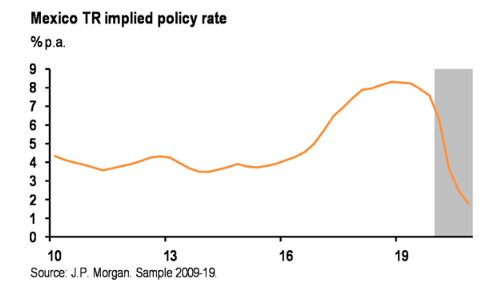 Mexico TR implied policy rate
% p.a.
9
8
7
6
5
4
3
2
1
0
10 13 16 19
Source: J.P. Morgan. Sample 2009-19.